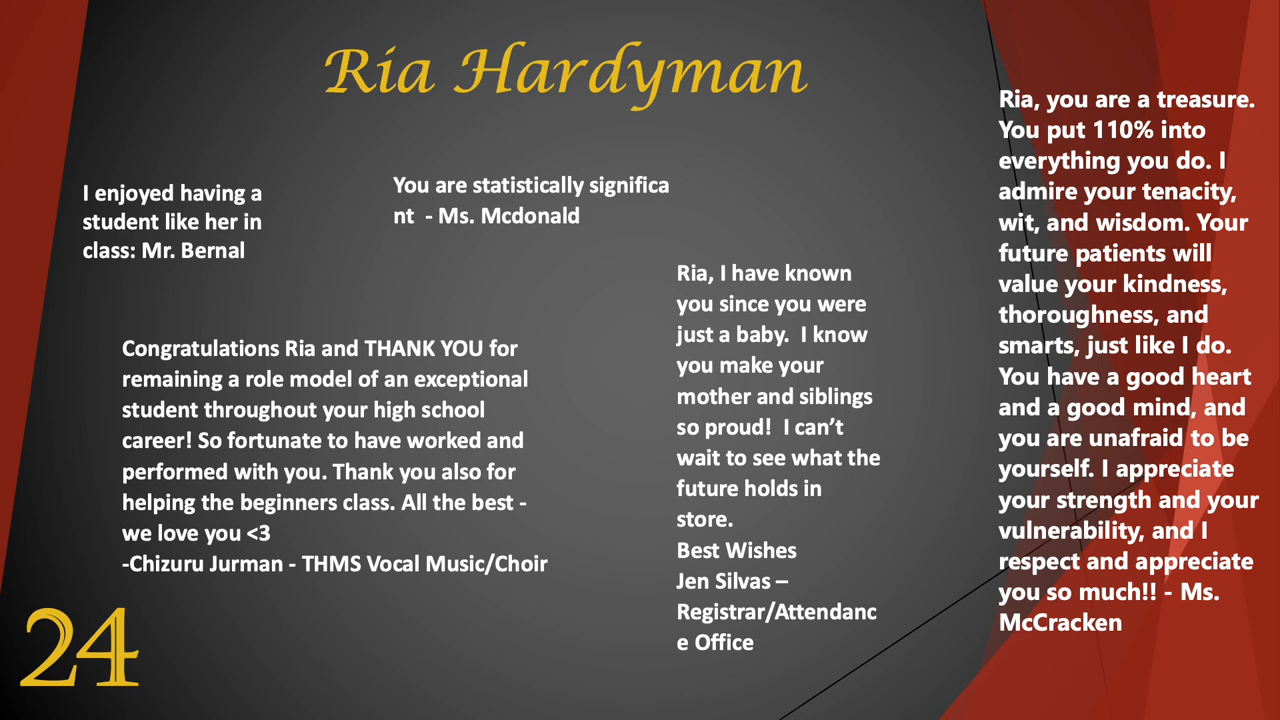 Ria Hardyman
I enjoyed having a
student like her in
class: Mr. Bernal
You are statistically significa
nt - Ms. Mcdonald
Congratulations Ria and THANK YOU for
remaining a role model of an exceptional
student throughout your high school
career! So fortunate to have worked and
performed with you. Thank you also for
helping the beginners class. All the best -
we love you <3
-Chizuru Jurman - THMS Vocal Music/Choir
Ria, I have known
you since you were
just a baby. I know
you make your
mother and siblings
so proud! I can’t
wait to see what the
future holds in
store.
Best Wishes
Jen Silvas –
Registrar/Attendanc
e Office
Ria, you are a treasure.
You put 110% into
everything you do. I
admire your tenacity,
wit, and wisdom. Your
future patients will
value your kindness,
thoroughness, and
smarts, just like I do.
You have a good heart
and a good mind, and
you are unafraid to be
yourself. I appreciate
your strength and your
vulnerability, and I
respect and appreciate
you so much!! - Ms.
McCracken
24